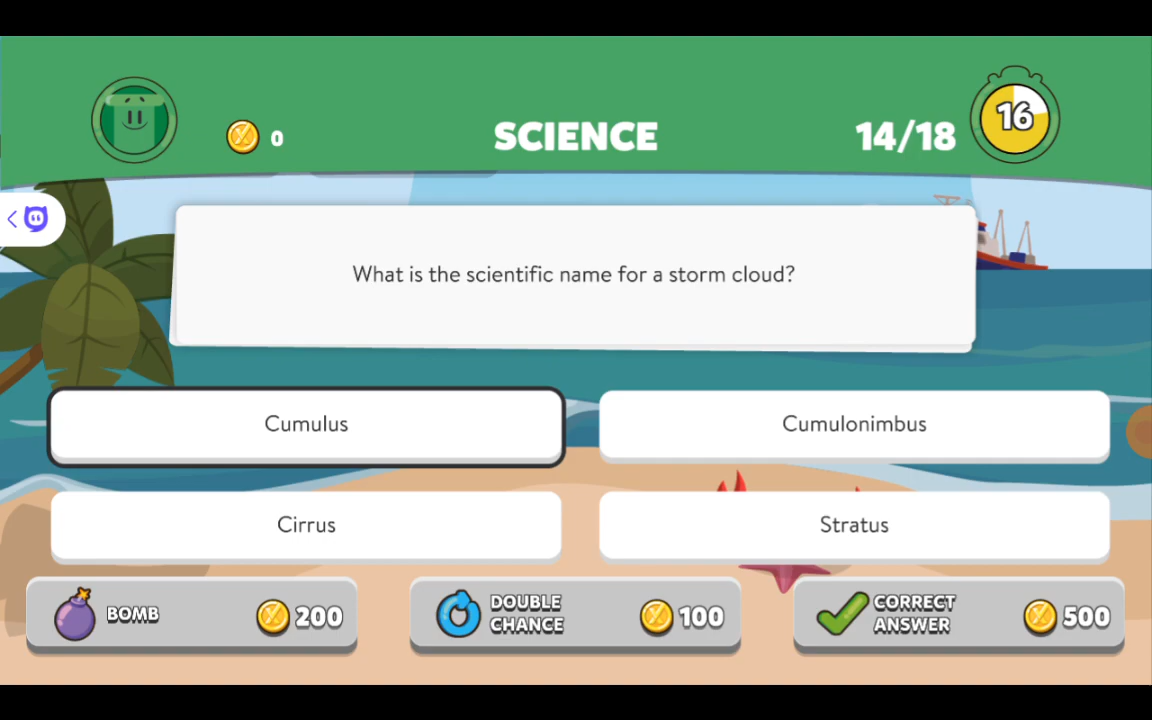 0
SCIENCE
14/18
16
What is the scientific name for a storm cloud?
Cumulus
Cumulonimbus
Cirrus
Stratus
BOMB
200
DOUBLE
CHANCE
100
CORRECT
ANSWER
500